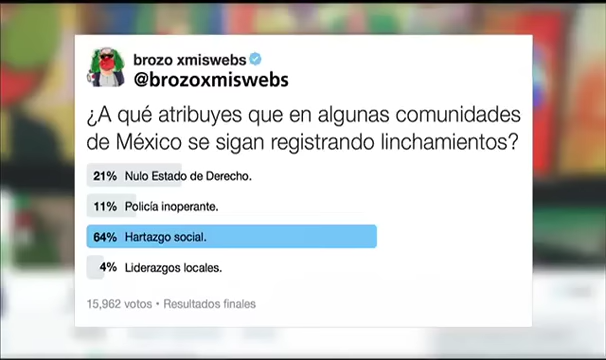 brozo xmiswebs
@brozoxmiswebs
¿A qué atribuyes que en algunas comunidades
de México se sigan registrando linchamientos?
21% Nulo Estado de Derecho.
11% Policía inoperante.
64% Hartazgo social.
4% Liderazgos locales.
15,962 votos • Resultados finales